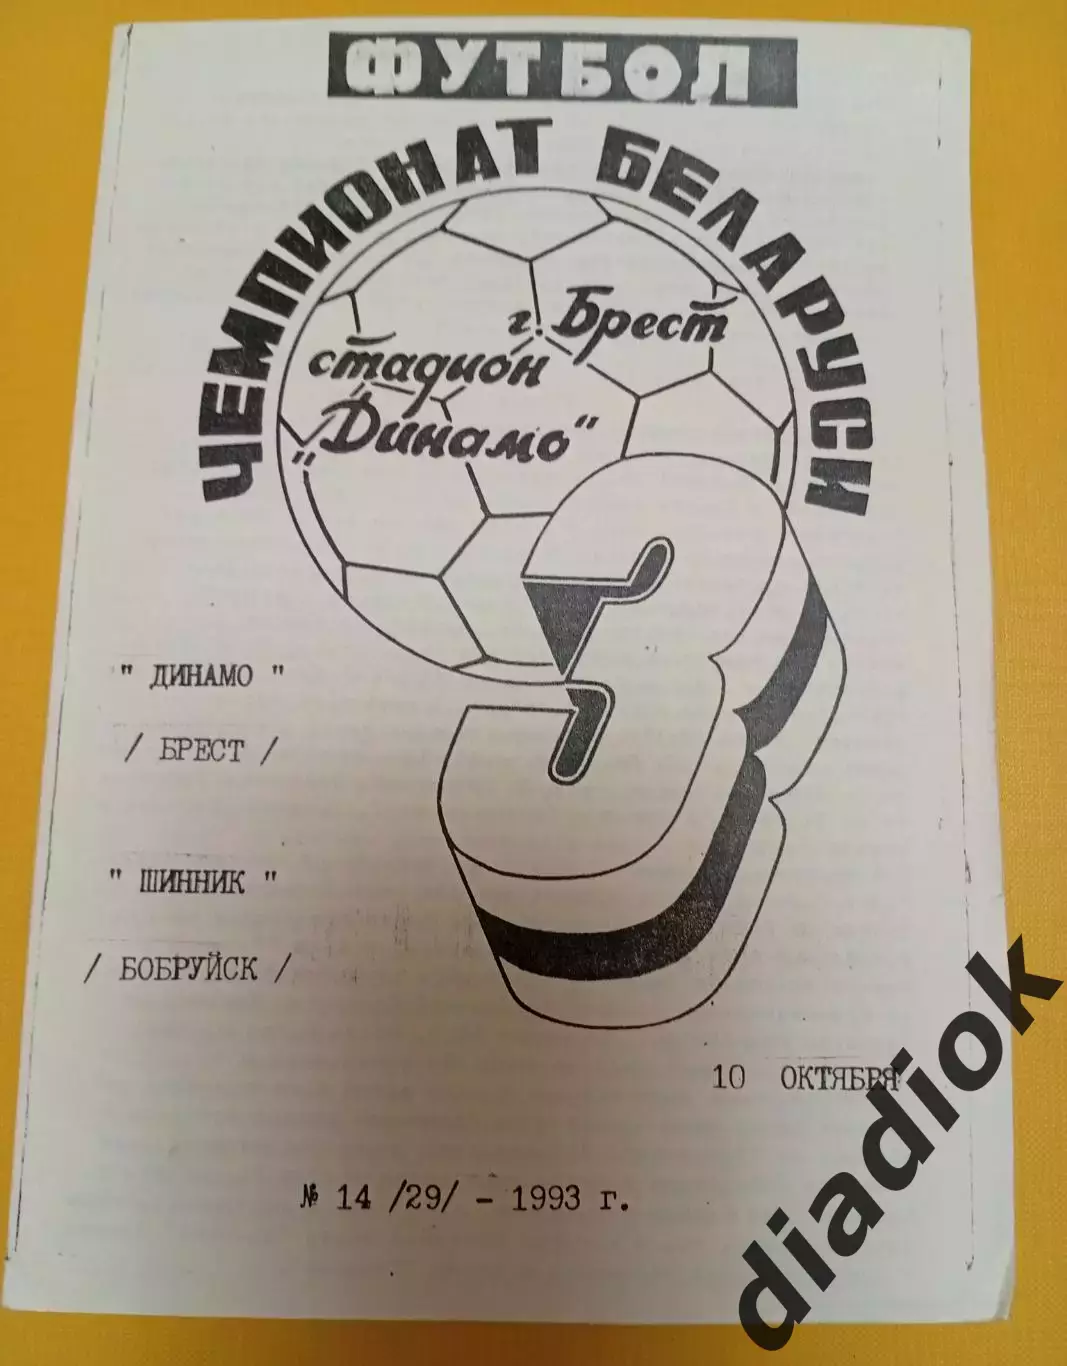 ФУТБОЛ
ЧЕМПИОНАТ БЕЛАРУСИ
г. Брест
стадион
"Динамо"
3
" ДИНАМО "
/ БРЕСТ /
" ШИННИК "
/ БОБРУЙСК /
10 ОКТЯБРЯ
№ 14 /29/ - 1993 г.
diadiok